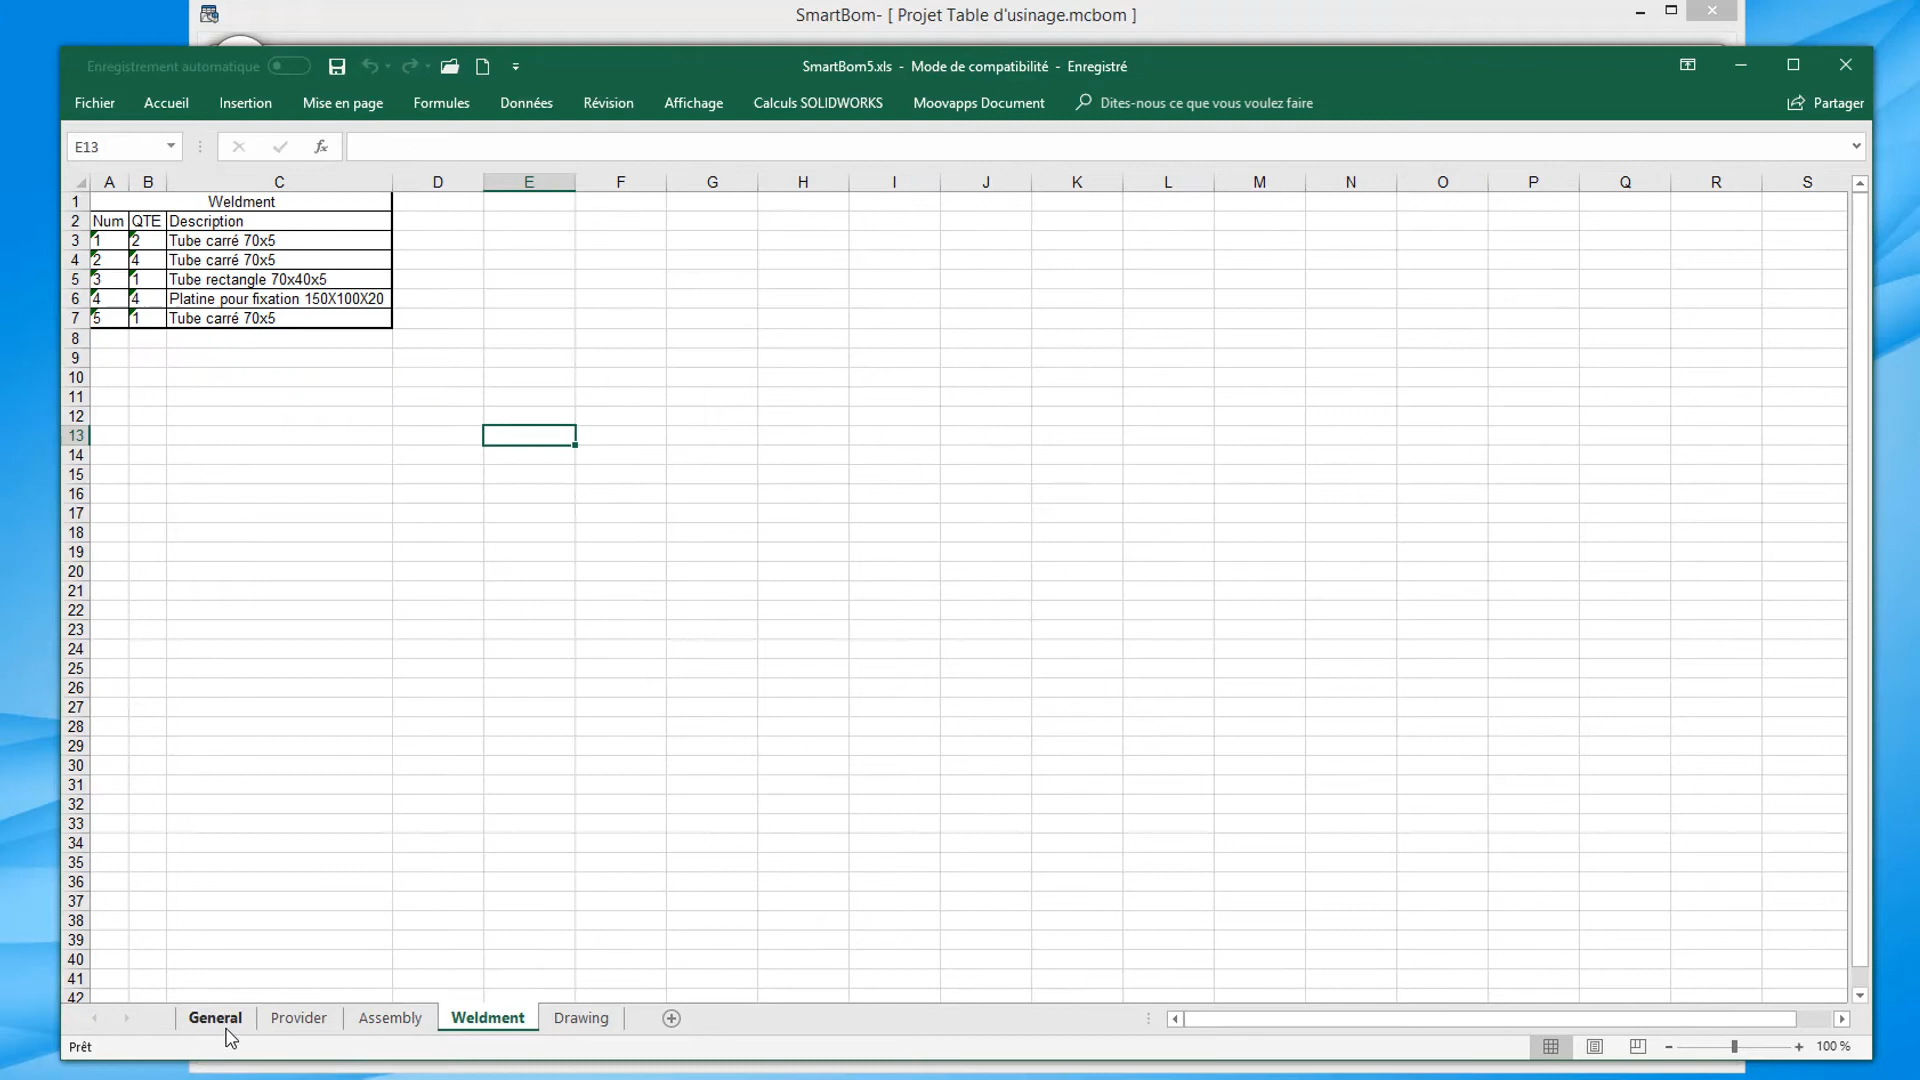 SmartBom- [ Projet Table d'usinage.mcbom ]
Enregistrement automatique
SmartBom5.xls - Mode de compatibilité - Enregistré
Fichier Accueil Insertion Mise en page Formules Données Révision Affichage Calculs SOLIDWORKS Moovapps Document Dites-nous ce que vous voulez faire Partager
E13 fx
A B C D E F G H I J K L M N O P Q R S
1 Weldment
2 Num QTE Description
3 1 2 Tube carré 70x5
4 2 4 Tube carré 70x5
5 3 1 Tube rectangle 70x40x5
6 4 4 Platine pour fixation 150X100X20
7 5 1 Tube carré 70x5
8
9
10
11
12
13
14
15
16
17
18
19
20
21
22
23
24
25
26
27
28
29
30
31
32
33
34
35
36
37
38
39
40
41
42
General Provider Assembly Weldment Drawing
Prêt 100 %